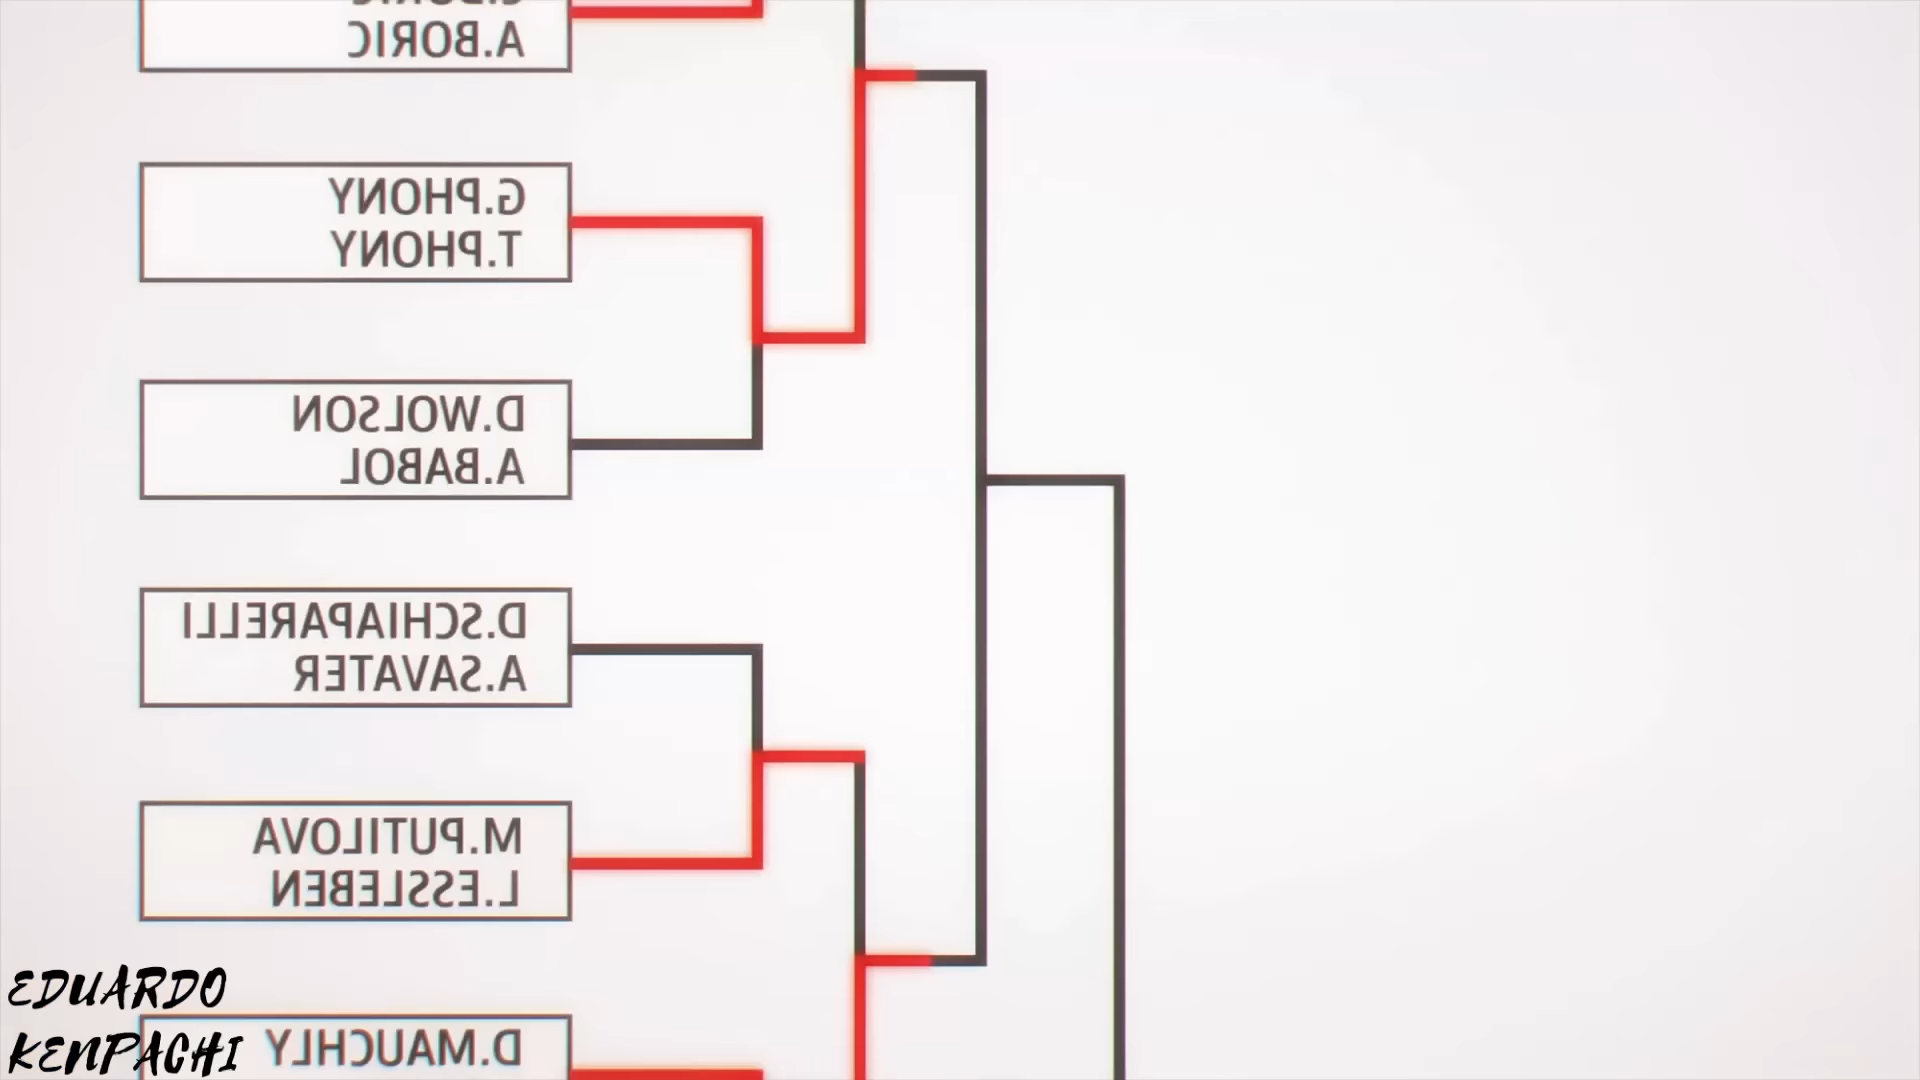 A.BORIC
G.PHONY
T.PHONY
D.WOLSON
A.BABOL
D.SCHIAPARELLI
A.SAVATER
M.PUTILOVA
L.ESSLEBEN
D.MAUCHLY
EDUARDO
KENPACHI